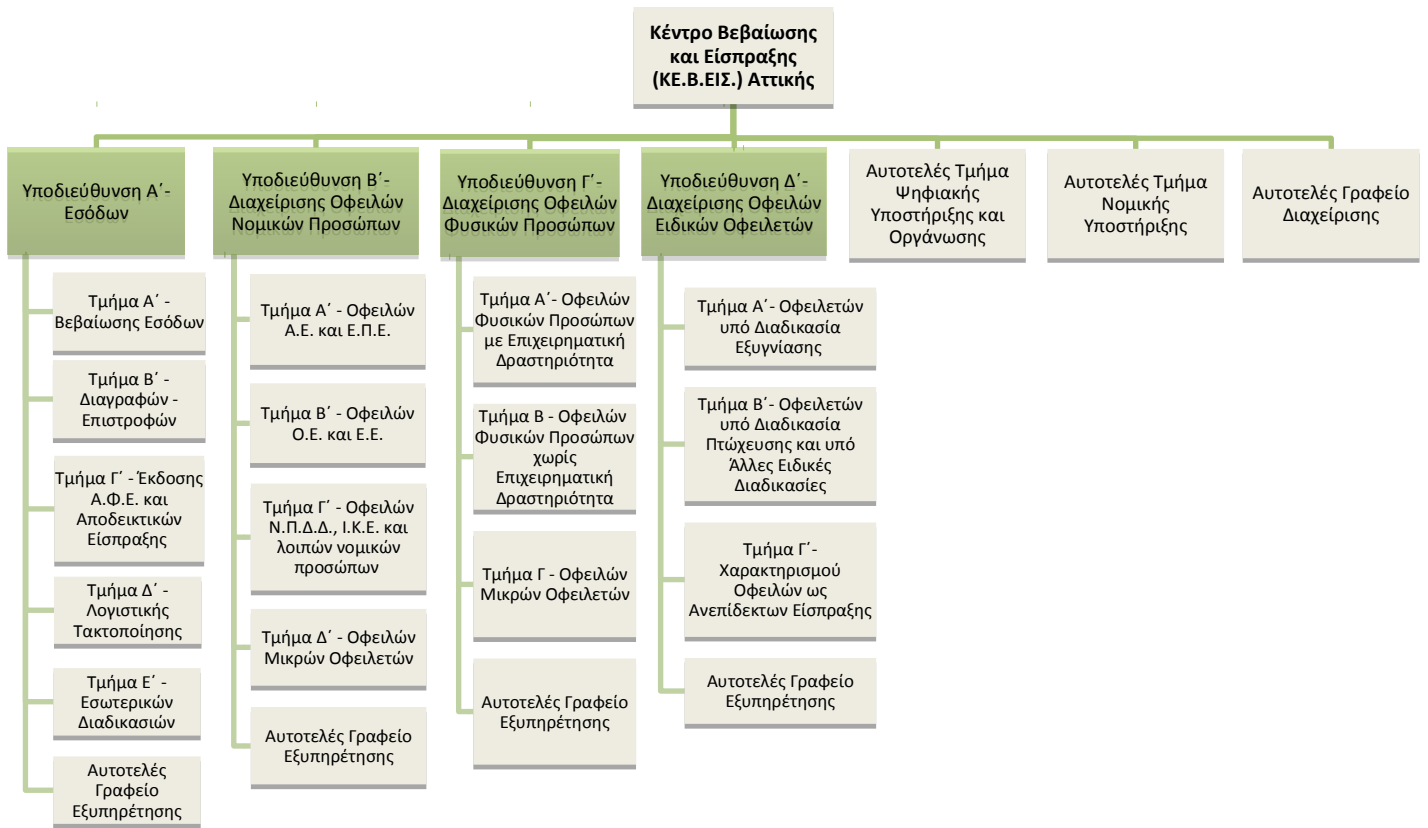 Κέντρο Βεβαίωσης
και Είσπραξης
(ΚΕ.Β.ΕΙΣ.) Αττικής
Υποδιεύθυνση Α΄-
Εσόδων
Τμήμα Α΄ -
Βεβαίωσης Εσόδων
Τμήμα Β΄ -
Διαγραφών -
Επιστροφών
Τμήμα Γ΄ - Έκδοσης
Α.Φ.Ε. και
Αποδεικτικών
Είσπραξης
Τμήμα Δ΄ -
Λογιστικής
Τακτοποίησης
Τμήμα Ε΄ -
Εσωτερικών
Διαδικασιών
Αυτοτελές
Γραφείο
Εξυπηρέτησης
Υποδιεύθυνση Β΄-
Διαχείρισης Οφειλών
Νομικών Προσώπων
Τμήμα Α΄ - Οφειλών
Α.Ε. και Ε.Π.Ε.
Τμήμα Β΄ - Οφειλών
Ο.Ε. και Ε.Ε.
Τμήμα Γ΄ - Οφειλών
Ν.Π.Δ.Δ., Ι.Κ.Ε. και
λοιπών νομικών
προσώπων
Τμήμα Δ΄ - Οφειλών
Μικρών Οφειλετών
Αυτοτελές Γραφείο
Εξυπηρέτησης
Υποδιεύθυνση Γ΄-
Διαχείρισης Οφειλών
Φυσικών Προσώπων
Τμήμα Α΄- Οφειλών
Φυσικών Προσώπων
με Επιχειρηματική
Δραστηριότητα
Τμήμα Β - Οφειλών
Φυσικών Προσώπων
χωρίς
Επιχειρηματική
Δραστηριότητα
Τμήμα Γ - Οφειλών
Μικρών Οφειλετών
Αυτοτελές Γραφείο
Εξυπηρέτησης
Υποδιεύθυνση Δ΄-
Διαχείρισης Οφειλών
Ειδικών Οφειλετών
Τμήμα Α΄- Οφειλετών
υπό Διαδικασία
Εξυγνίασης
Τμήμα Β΄- Οφειλετών
υπό Διαδικασία
Πτώχευσης και υπό
Άλλες Ειδικές
Διαδικασίες
Τμήμα Γ΄-
Χαρακτηρισμού
Οφειλών ως
Ανεπίδεκτων Είσπραξης
Αυτοτελές Γραφείο
Εξυπηρέτησης
Αυτοτελές Τμήμα
Ψηφιακής
Υποστήριξης και
Οργάνωσης
Αυτοτελές Τμήμα
Νομικής
Υποστήριξης
Αυτοτελές Γραφείο
Διαχείρισης